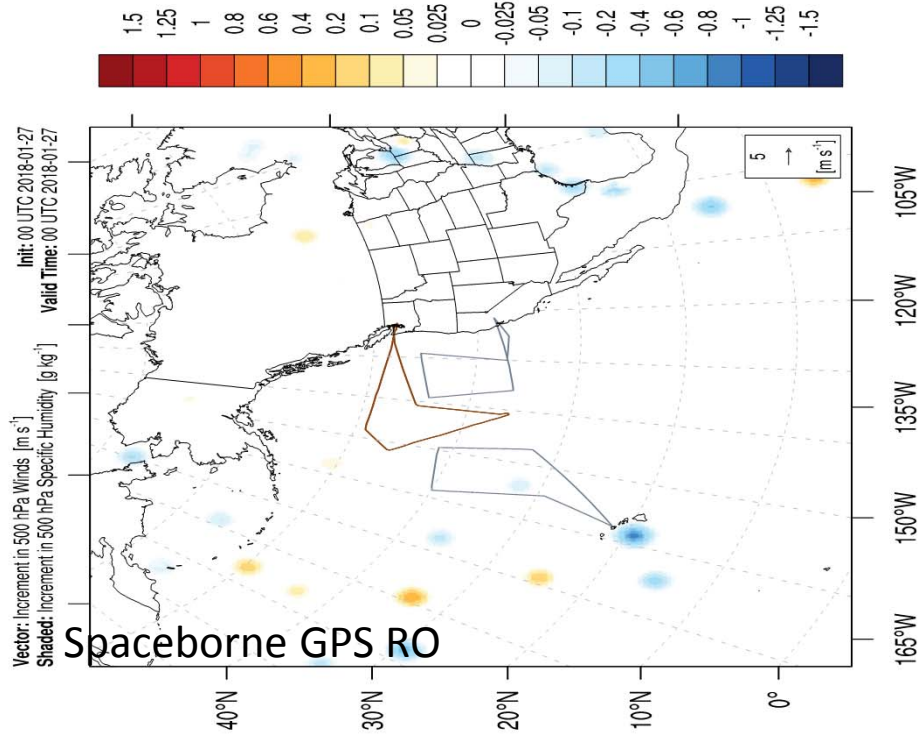 Init: 00 UTC 2018-01-27
Valid Time: 00 UTC 2018-01-27
Vector: Increment in 500 hPa Winds [m s⁻¹]
Shaded: Increment in 500 hPa Specific Humidity [g kg⁻¹]
Spaceborne GPS RO
40°N
30°N
20°N
10°N
0°
165°W
150°W
135°W
120°W
105°W
5
[m s⁻¹]
1.5
1.25
1
0.8
0.6
0.4
0.2
0.1
0.05
0.025
0
-0.025
-0.05
-0.1
-0.2
-0.4
-0.6
-0.8
-1
-1.25
-1.5